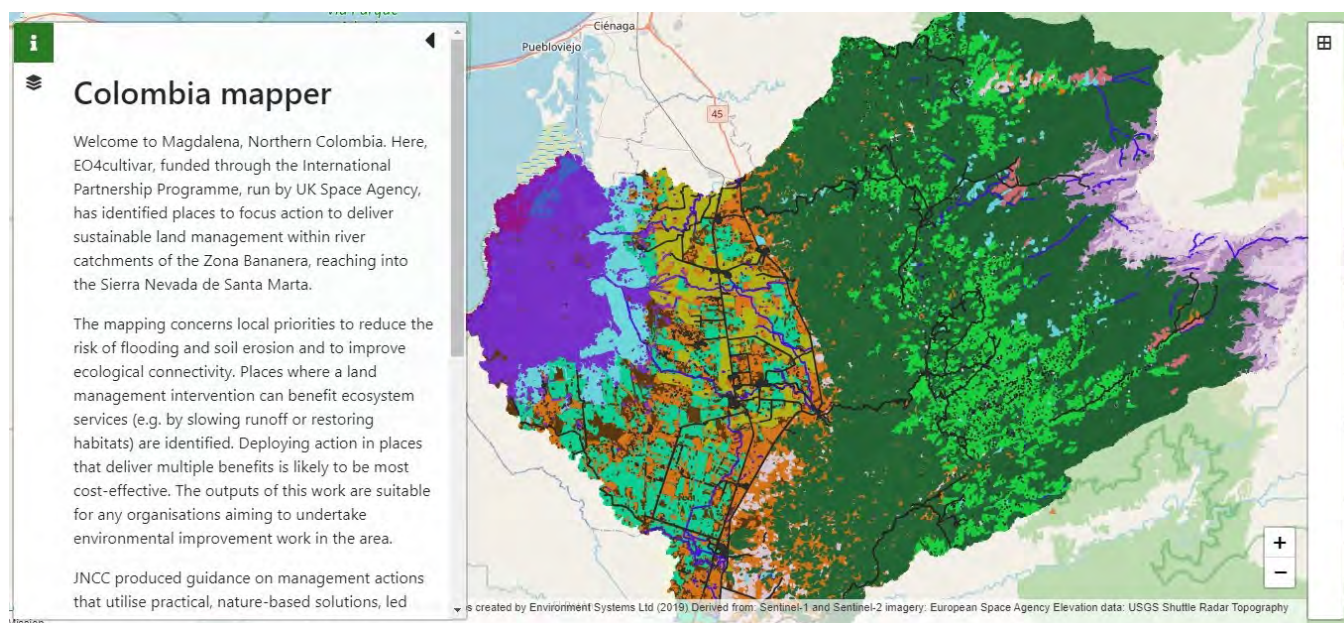 Ciénaga
Puebloviejo
45
i
Colombia mapper
Welcome to Magdalena, Northern Colombia. Here,
EO4cultivar, funded through the International
Partnership Programme, run by UK Space Agency,
has identified places to focus action to deliver
sustainable land management within river
catchments of the Zona Bananera, reaching into
the Sierra Nevada de Santa Marta.
The mapping concerns local priorities to reduce the
risk of flooding and soil erosion and to improve
ecological connectivity. Places where a land
management intervention can benefit ecosystem
services (e.g. by slowing runoff or restoring
habitats) are identified. Deploying action in places
that deliver multiple benefits is likely to be most
cost-effective. The outputs of this work are suitable
for any organisations aiming to undertake
environmental improvement work in the area.
JNCC produced guidance on management actions
that utilise practical, nature-based solutions, led
+
−
s created by Environment Systems Ltd (2019) Derived from: Sentinel-1 and Sentinel-2 imagery: European Space Agency Elevation data: USGS Shuttle Radar Topography